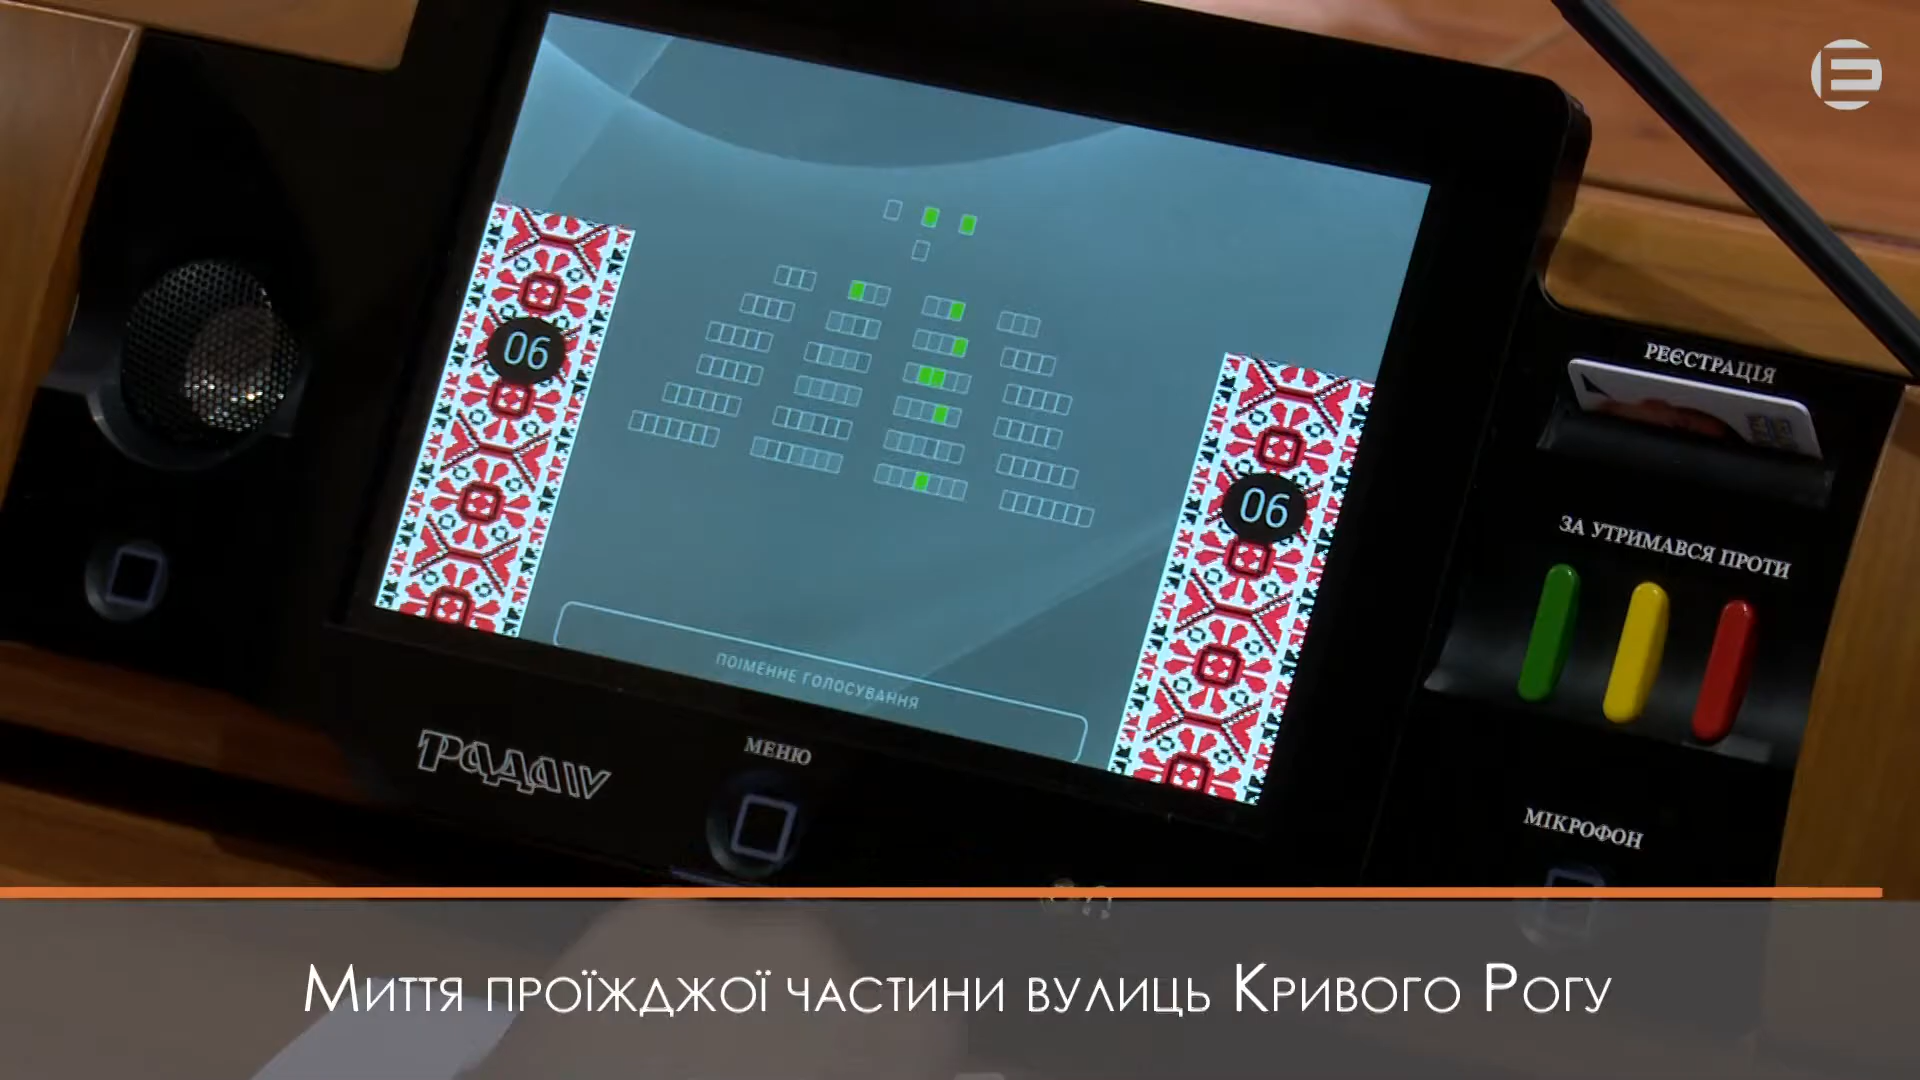 РЕЄСТРАЦІЯ
06
06
ЗА УТРИМАВСЯ ПРОТИ
ПОІМЕННЕ ГОЛОСУВАННЯ
МЕНЮ
РАДА IV
МІКРОФОН
Миття проїжджої частини вулиць Кривого Рогу